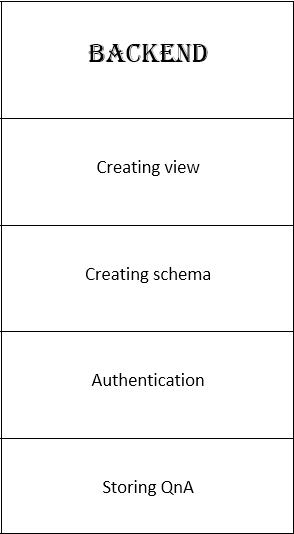 BACKEND
Creating view
Creating schema
Authentication
Storing QnA